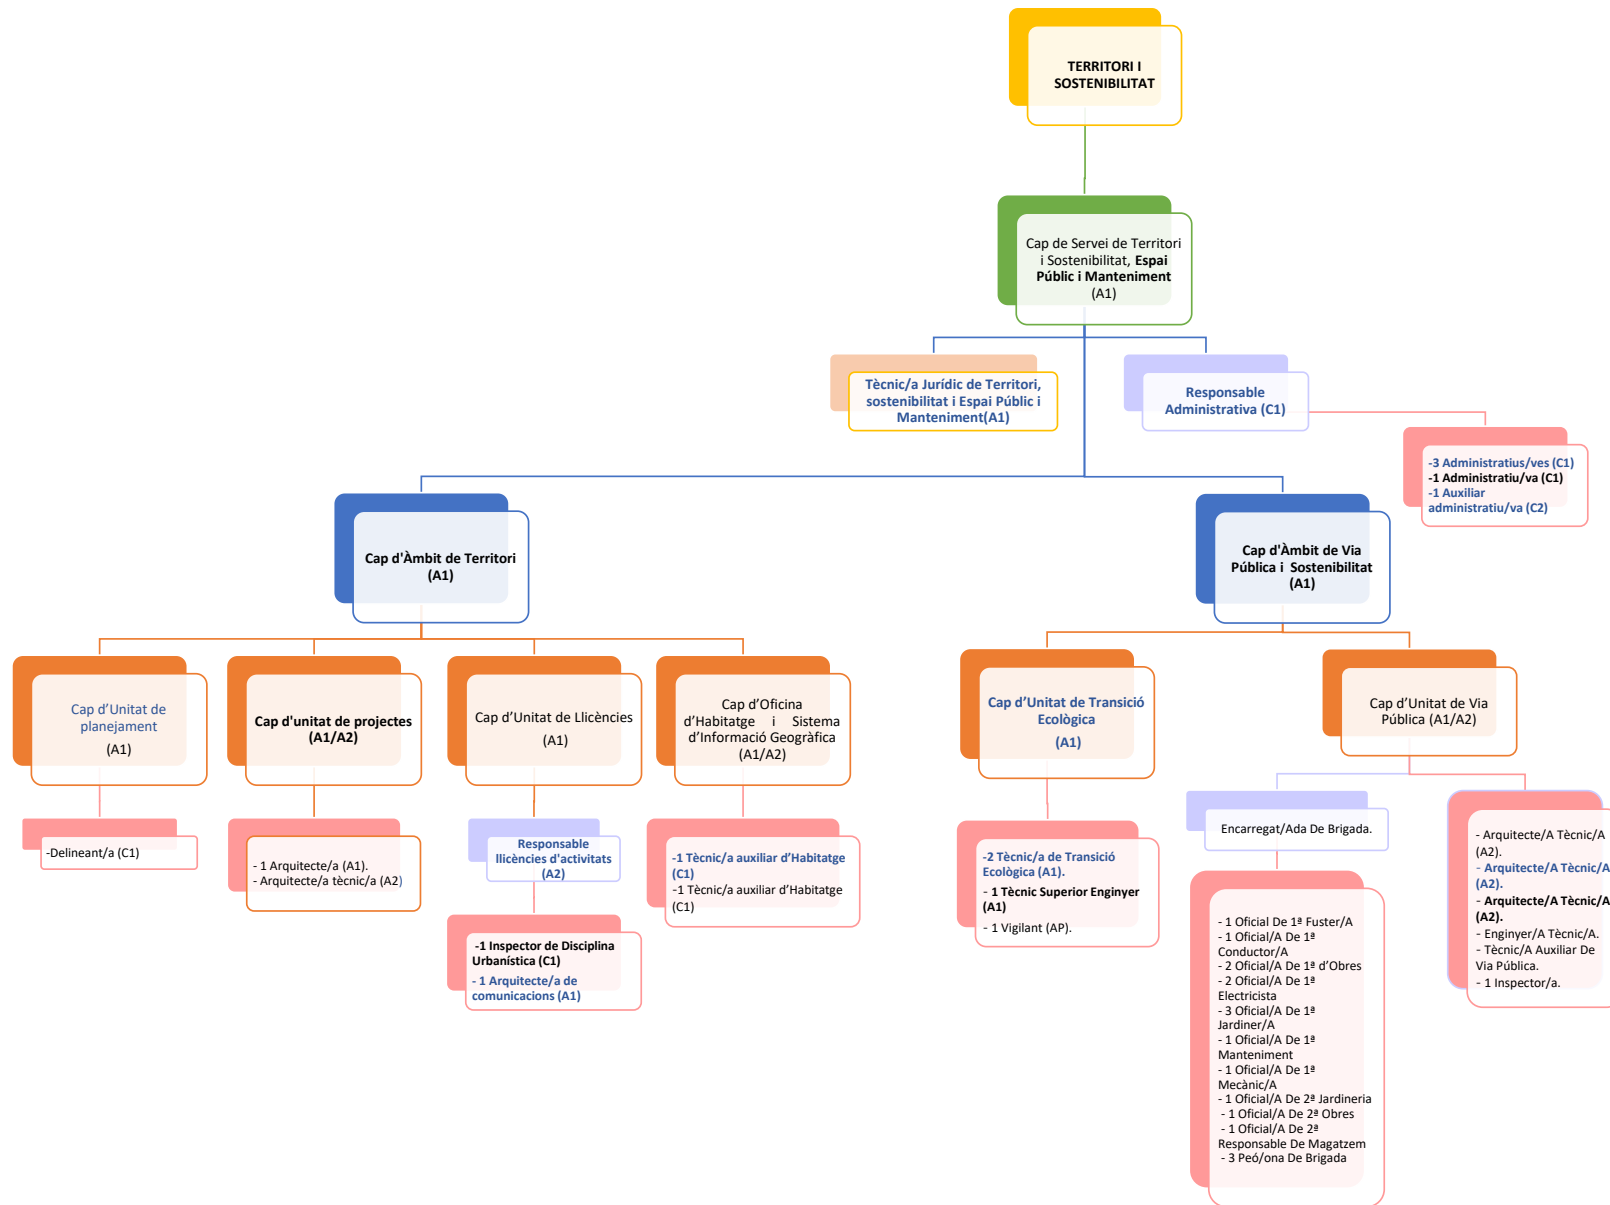 TERRITORI I
SOSTENIBILITAT
Cap de Servei de Territori
i Sostenibilitat, Espai
Públic i Manteniment
(A1)
Tècnic/a Jurídic de Territori,
sostenibilitat i Espai Públic i
Manteniment(A1)
Responsable
Administrativa (C1)
-3 Administratius/ves (C1)
-1 Administratiu/va (C1)
-1 Auxiliar
administratiu/va (C2)
Cap d'Àmbit de Territori
(A1)
Cap d'Àmbit de Via
Pública i Sostenibilitat
(A1)
Cap d’Unitat de
planejament
(A1)
Cap d'unitat de projectes
(A1/A2)
Cap d’Unitat de Llicències
(A1)
Cap d’Oficina
d’Habitatge i Sistema
d’Informació Geogràfica
(A1/A2)
Cap d’Unitat de Transició
Ecològica
(A1)
Cap d’Unitat de Via
Pública (A1/A2)
-Delineant/a (C1)
- 1 Arquitecte/a (A1).
- Arquitecte/a tècnic/a (A2)
Responsable
llicències d'activitats
(A2)
-1 Inspector de Disciplina
Urbanística (C1)
- 1 Arquitecte/a de
comunicacions (A1)
-1 Tècnic/a auxiliar d’Habitatge
(C1)
-1 Tècnic/a auxiliar d’Habitatge
(C1)
-2 Tècnic/a de Transició
Ecològica (A1).
- 1 Tècnic Superior Enginyer
(A1)
- 1 Vigilant (AP).
Encarregat/Ada De Brigada.
- 1 Oficial De 1ª Fuster/A
- 1 Oficial/A De 1ª
Conductor/A
- 2 Oficial/A De 1ª d’Obres
- 2 Oficial/A De 1ª
Electricista
- 3 Oficial/A De 1ª
Jardiner/A
- 1 Oficial/A De 1ª
Manteniment
- 1 Oficial/A De 1ª
Mecànic/A
- 1 Oficial/A De 2ª Jardineria
- 1 Oficial/A De 2ª Obres
- 1 Oficial/A De 2ª
Responsable De Magatzem
- 3 Peó/ona De Brigada
- Arquitecte/A Tècnic/A
(A2).
- Arquitecte/A Tècnic/A
(A2).
- Arquitecte/A Tècnic/A
(A2).
- Enginyer/A Tècnic/A.
- Tècnic/A Auxiliar De
Via Pública.
- 1 Inspector/a.